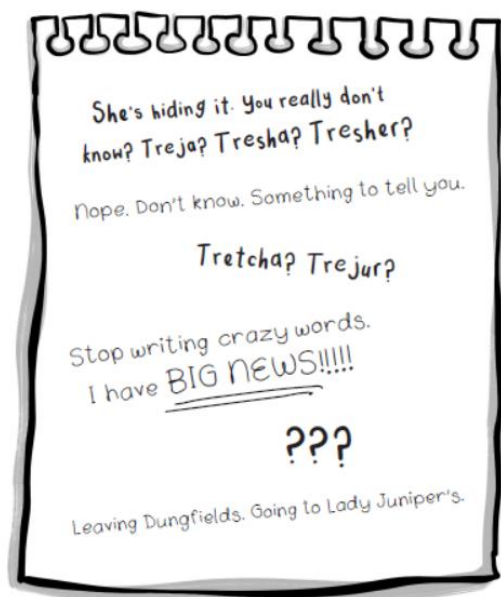 She's hiding it. You really don't
know? Treja? Tresha? Tresher?
Nope. Don't know. Something to tell you.
Tretcha? Trejur?
Stop writing crazy words.
I have BIG NEWS!!!!!
???
Leaving Dungfields. Going to Lady Juniper's.